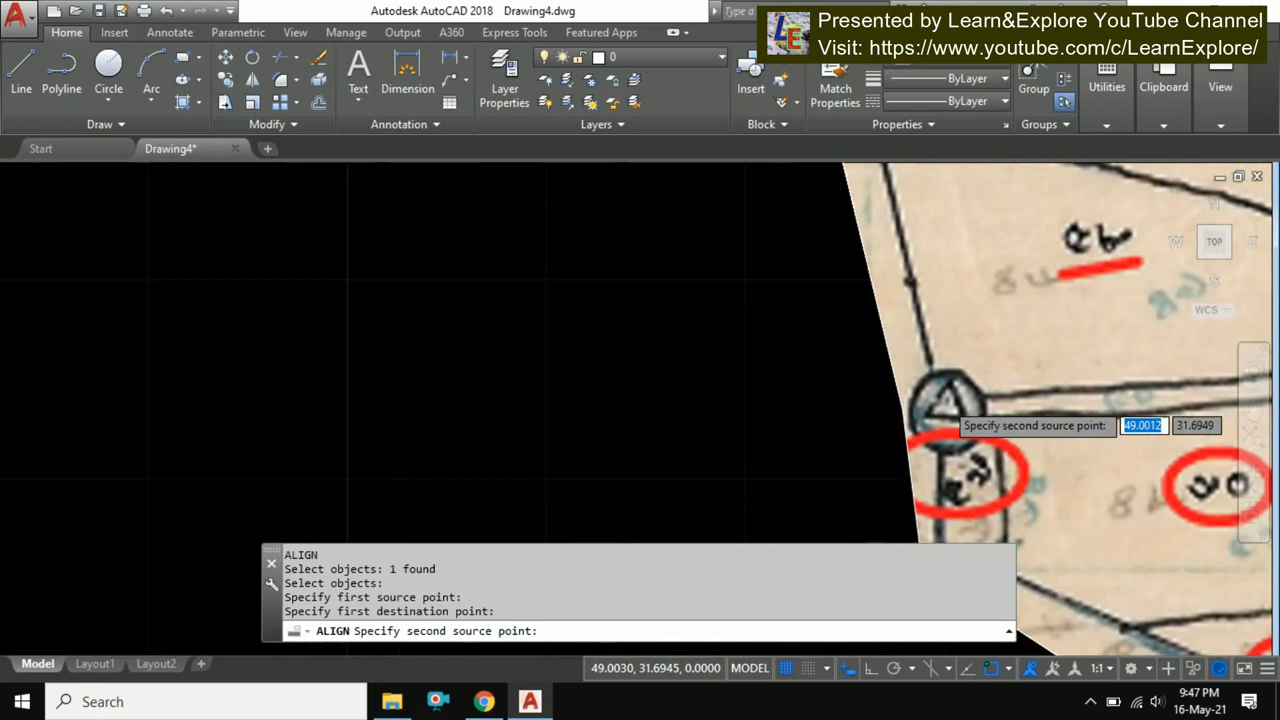 Autodesk AutoCAD 2018 Drawing4.dwg
Type a
Presented by Learn&Explore YouTube Channel
Visit: https://www.youtube.com/c/LearnExplore/
Home Insert Annotate Parametric View Manage Output A360 Express Tools Featured Apps
0
Line Polyline Circle Arc
Text Dimension
Layer Properties
Insert
Match Properties
ByLayer
ByLayer
Group
Utilities
Clipboard
View
Draw Modify Annotation Layers Block Properties Groups
Start Drawing4*
N
W TOP E
S
WCS
Specify second source point: 49.0012 31.6949
ALIGN
Select objects: 1 found
Select objects:
Specify first source point:
Specify first destination point:
ALIGN Specify second source point:
Model Layout1 Layout2
49.0030, 31.6945, 0.0000 MODEL 1:1
Search
9:47 PM
16-May-21